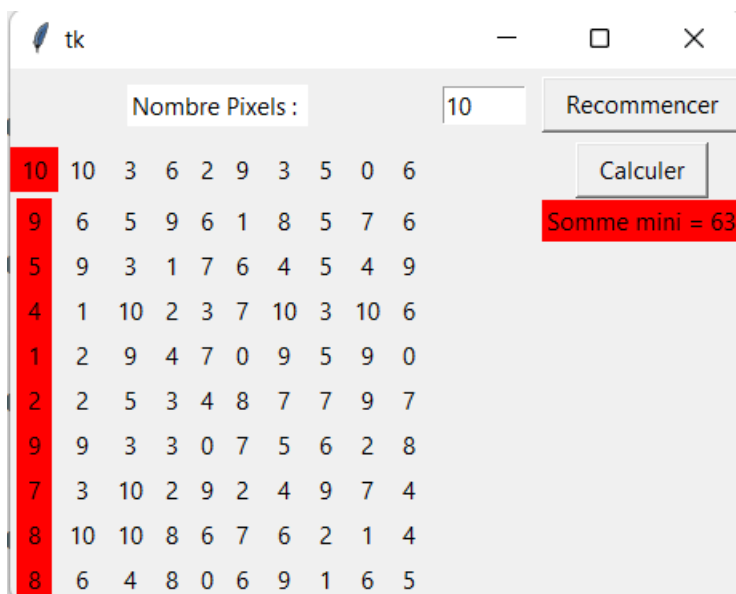 tk
Nombre Pixels : 10 Recommencer
10 10 3 6 2 9 3 5 0 6 Calculer
9 6 5 9 6 1 8 5 7 6 Somme mini = 63
5 9 3 1 7 6 4 5 4 9
4 1 10 2 3 7 10 3 10 6
1 2 9 4 7 0 9 5 9 0
2 2 5 3 4 8 7 7 9 7
9 9 3 3 0 7 5 6 2 8
7 3 10 2 9 2 4 9 7 4
8 10 10 8 6 7 6 2 1 4
8 6 4 8 0 6 9 1 6 5